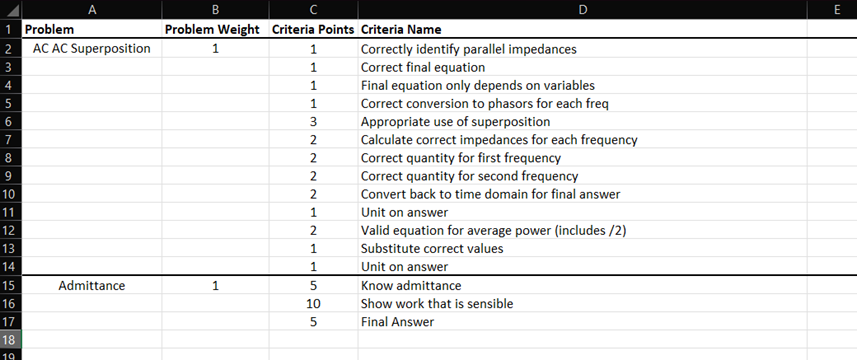 A B C D E
1 Problem Problem Weight Criteria Points Criteria Name
2 AC AC Superposition 1 1 Correctly identify parallel impedances
3 1 Correct final equation
4 1 Final equation only depends on variables
5 1 Correct conversion to phasors for each freq
6 3 Appropriate use of superposition
7 2 Calculate correct impedances for each frequency
8 2 Correct quantity for first frequency
9 2 Correct quantity for second frequency
10 2 Convert back to time domain for final answer
11 1 Unit on answer
12 2 Valid equation for average power (includes /2)
13 1 Substitute correct values
14 1 Unit on answer
15 Admittance 1 5 Know admittance
16 10 Show work that is sensible
17 5 Final Answer
18
19